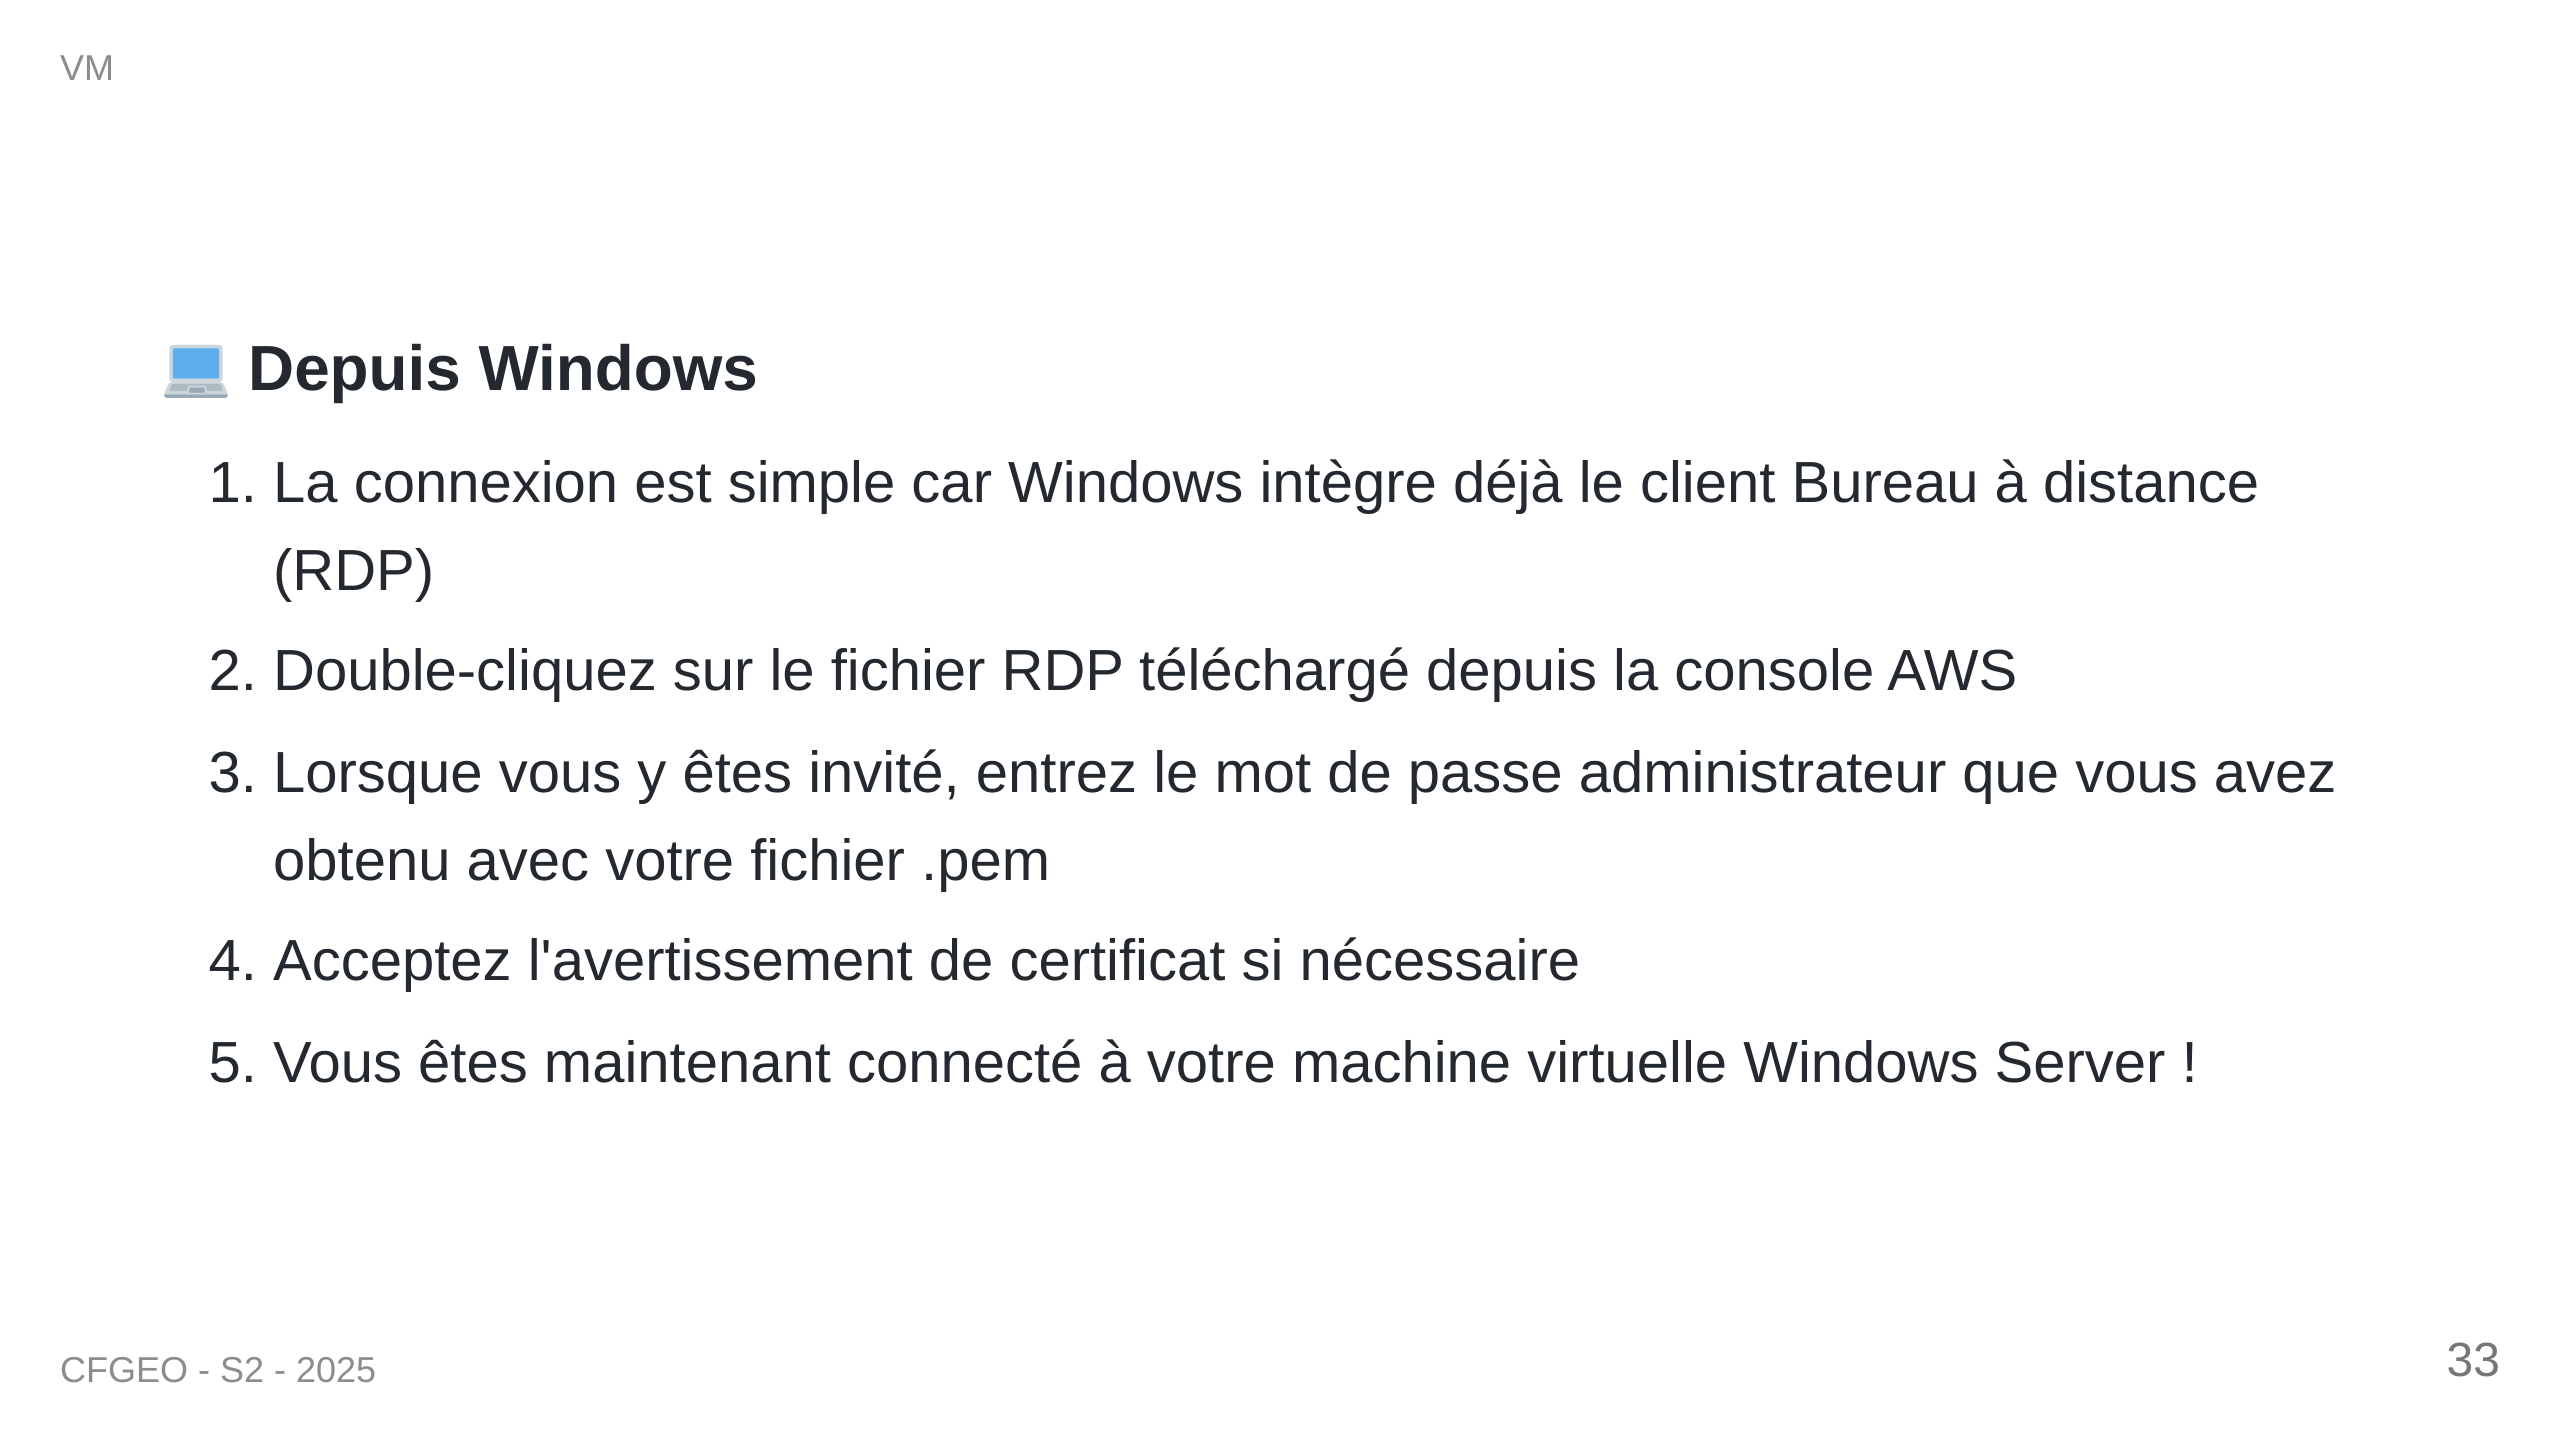 VM
Depuis Windows
1. La connexion est simple car Windows intègre déjà le client Bureau à distance
(RDP)
2. Double-cliquez sur le fichier RDP téléchargé depuis la console AWS
3. Lorsque vous y êtes invité, entrez le mot de passe administrateur que vous avez
obtenu avec votre fichier .pem
4. Acceptez l'avertissement de certificat si nécessaire
5. Vous êtes maintenant connecté à votre machine virtuelle Windows Server !
CFGEO - S2 - 2025
33